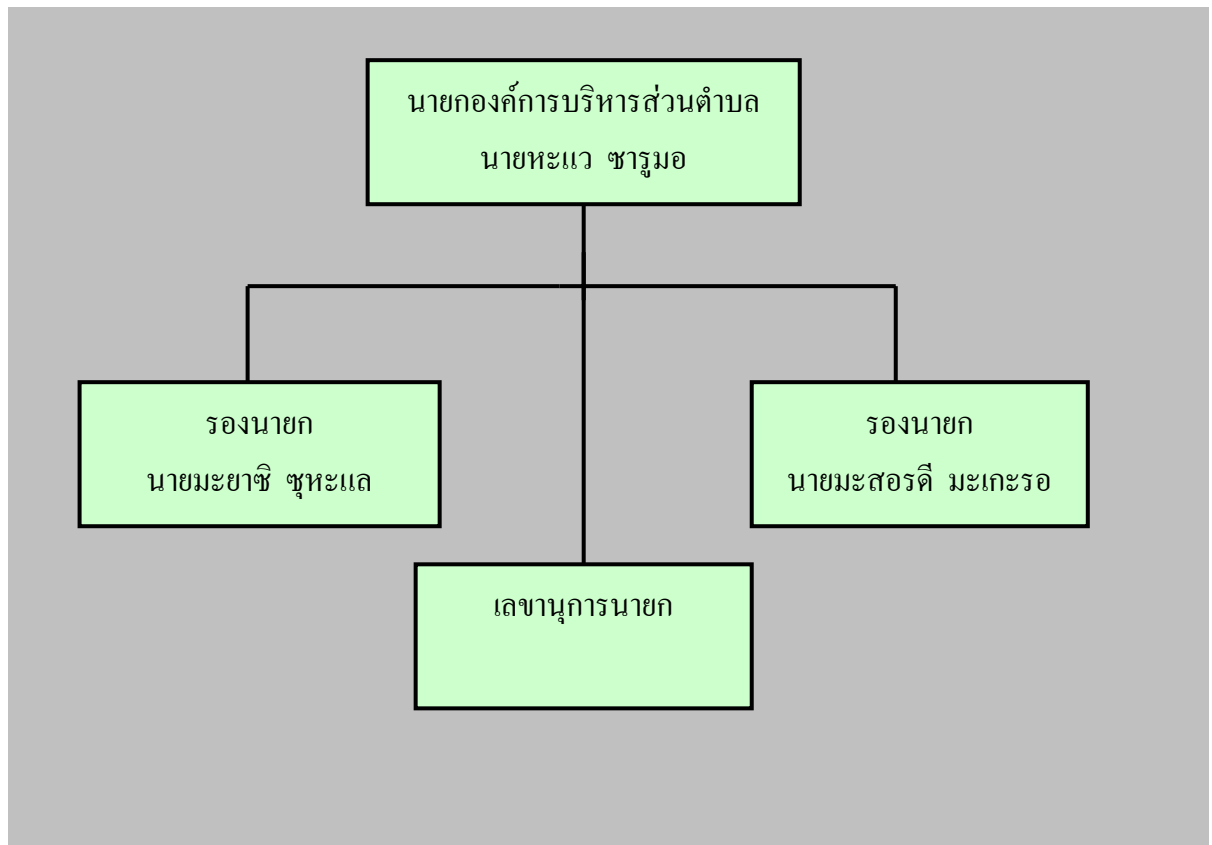 นายกองค์การบริหารส่วนตำบล
นายหะแว ซารูมอ
รองนายก
นายมะยาซิ ซุหะแล
รองนายก
นายมะสอรดี มะเกะรอ
เลขานุการนายก